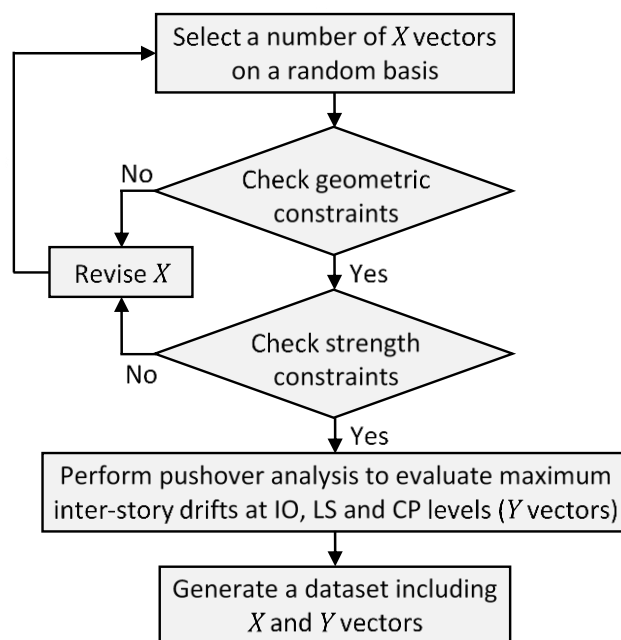 Select a number of X vectors
on a random basis
No
Check geometric
constraints
Revise X
Yes
Check strength
constraints
No
Yes
Perform pushover analysis to evaluate maximum
inter-story drifts at IO, LS and CP levels (Y vectors)
Generate a dataset including
X and Y vectors